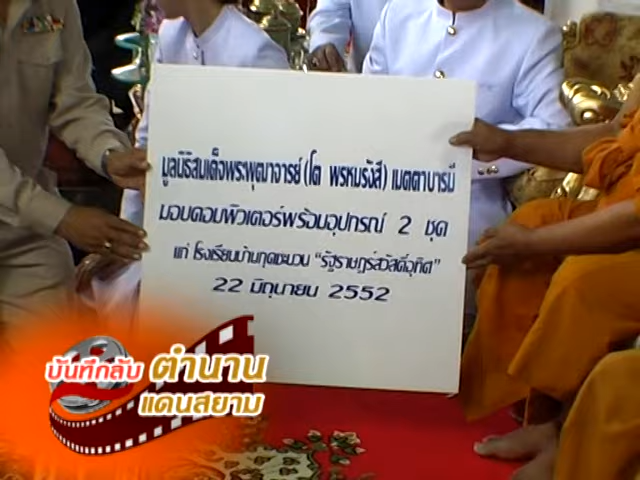 มูลนิธิสมเด็จพระพุฒาจารย์ (โต พรหมรังสี) เมตตาบารมี
มอบคอมพิวเตอร์พร้อมอุปกรณ์ 2 ชุด
แก่ โรงเรียนบ้านกุดชะนวน "รัฐราษฎร์สวัสดิ์อุทิศ"
22 มิถุนายน 2552
บันทึกลับ ตำนาน
แดนสยาม